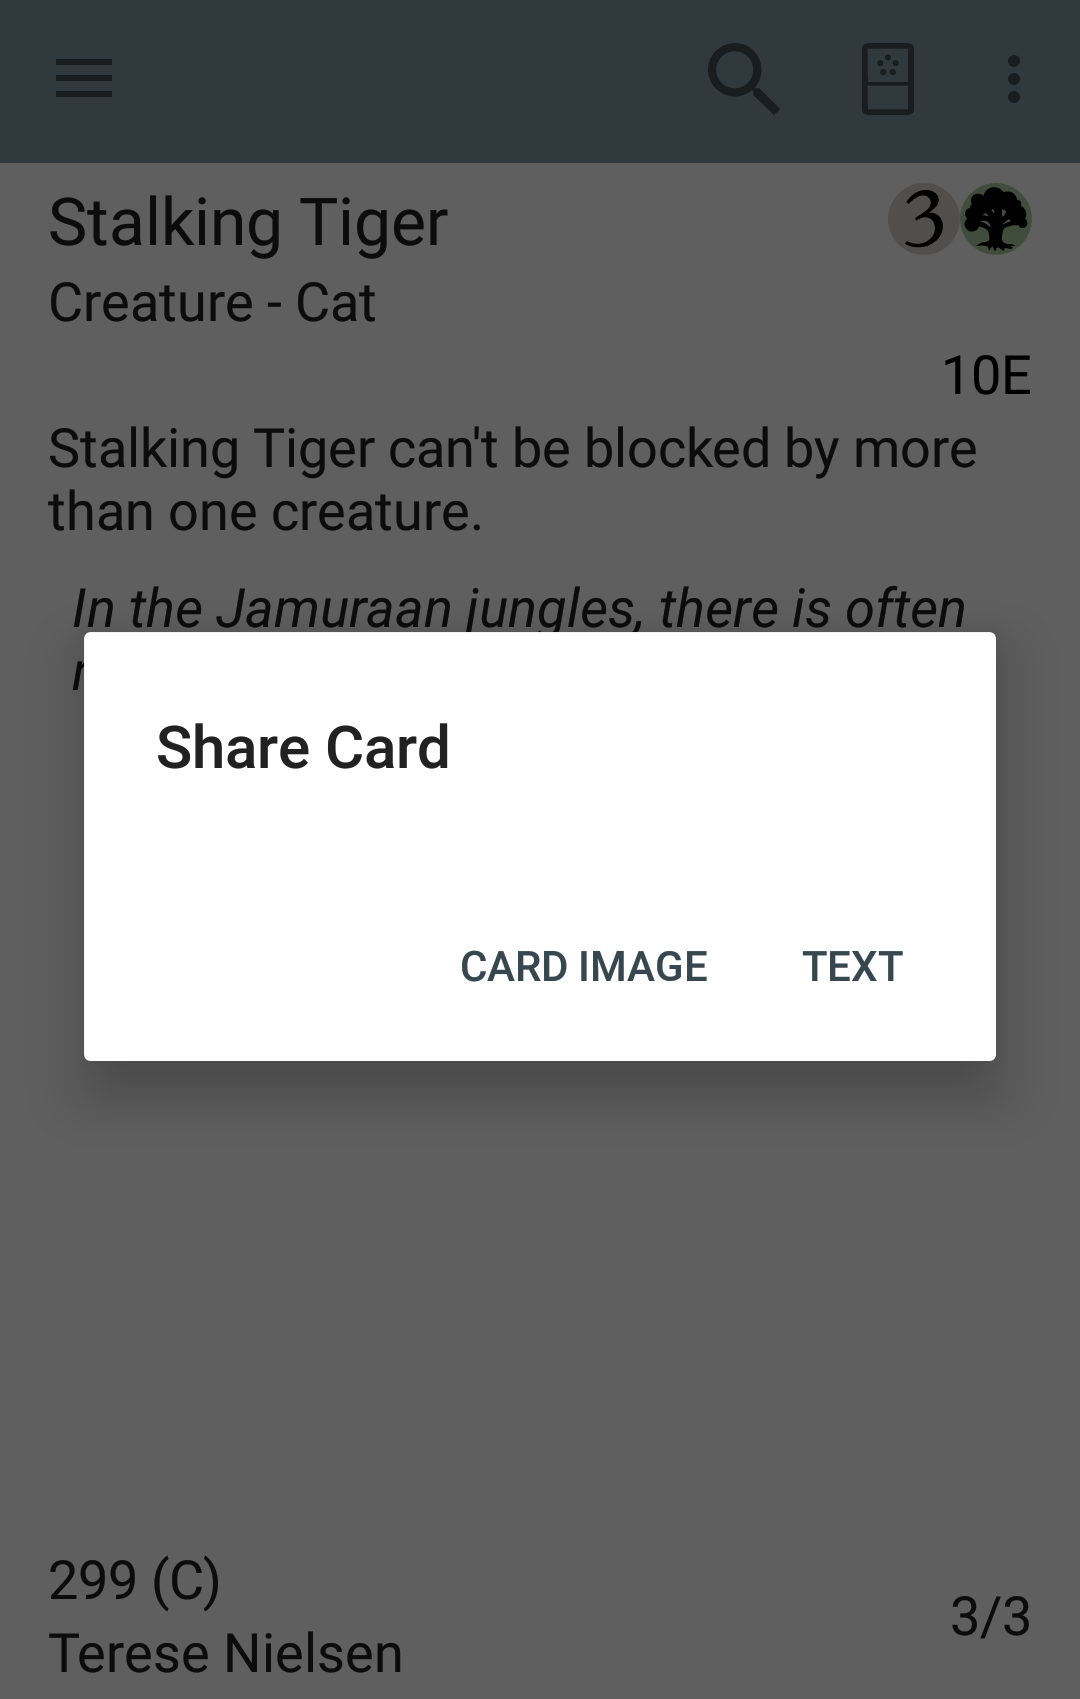 Stalking Tiger 3
Creature - Cat
10E
Stalking Tiger can't be blocked by more
than one creature.
In the Jamuraan jungles, there is often
Share Card
CARD IMAGE TEXT
299 (C)
3/3
Terese Nielsen